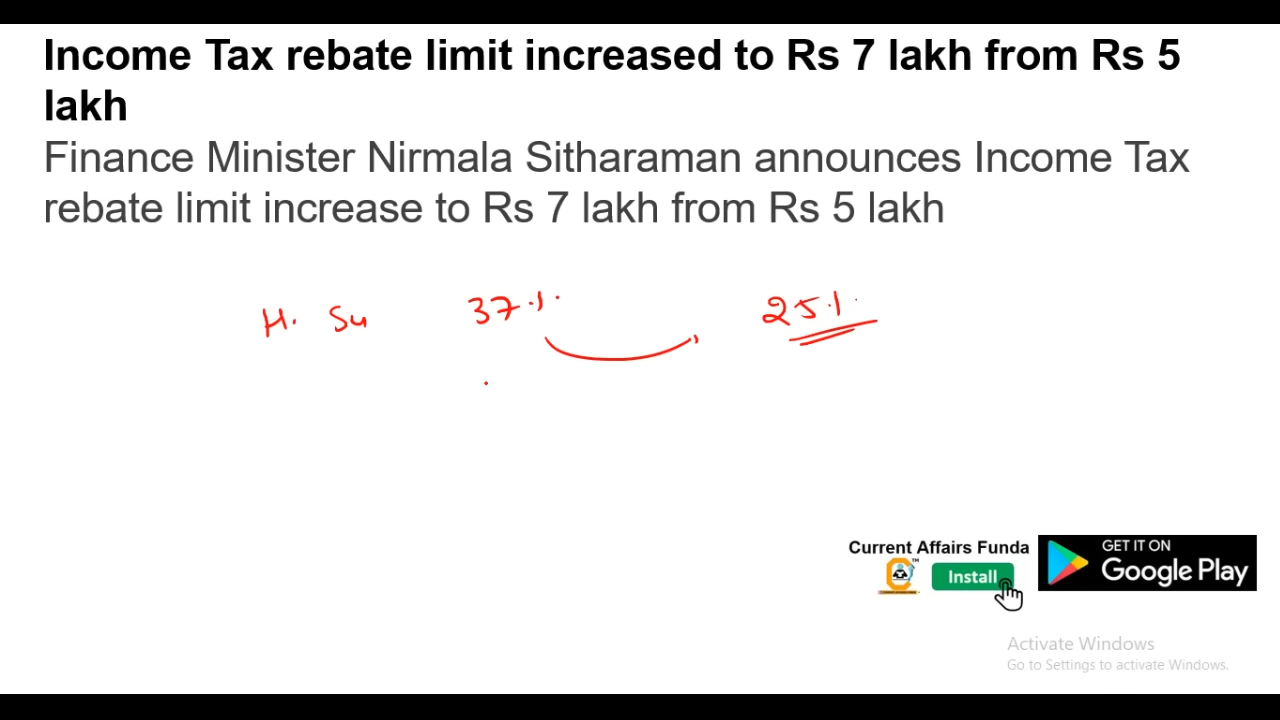 Income Tax rebate limit increased to Rs 7 lakh from Rs 5
lakh
Finance Minister Nirmala Sitharaman announces Income Tax
rebate limit increase to Rs 7 lakh from Rs 5 lakh
H. Su 37% 25%
Current Affairs Funda
Install
GET IT ON
Google Play
Activate Windows
Go to Settings to activate Windows.